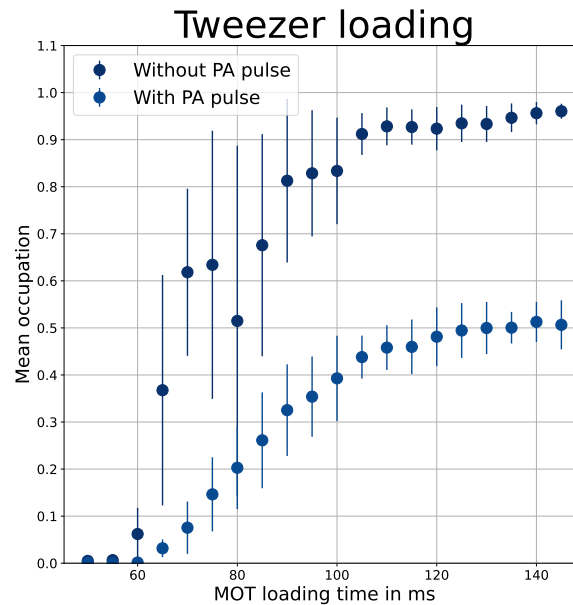 Tweezer loading
Without PA pulse
With PA pulse
Mean occupation
1.1
1.0
0.9
0.8
0.7
0.6
0.5
0.4
0.3
0.2
0.1
0.0
60 80 100 120 140
MOT loading time in ms